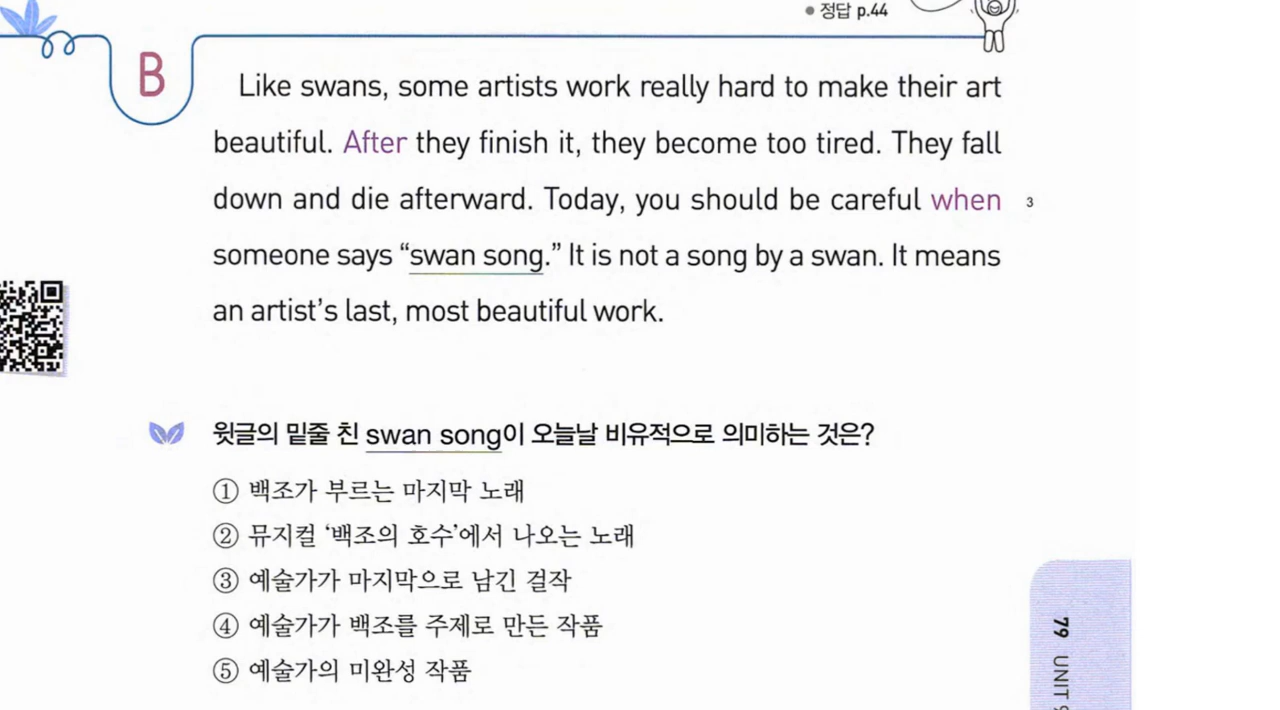 ● 정답 p.44
B
Like swans, some artists work really hard to make their art
beautiful. After they finish it, they become too tired. They fall
down and die afterward. Today, you should be careful when
3
someone says “swan song.” It is not a song by a swan. It means
an artist’s last, most beautiful work.
윗글의 밑줄 친 swan song이 오늘날 비유적으로 의미하는 것은?
① 백조가 부르는 마지막 노래
② 뮤지컬 ‘백조의 호수’에서 나오는 노래
③ 예술가가 마지막으로 남긴 걸작
④ 예술가가 백조를 주제로 만든 작품
⑤ 예술가의 미완성 작품
79 UNIT